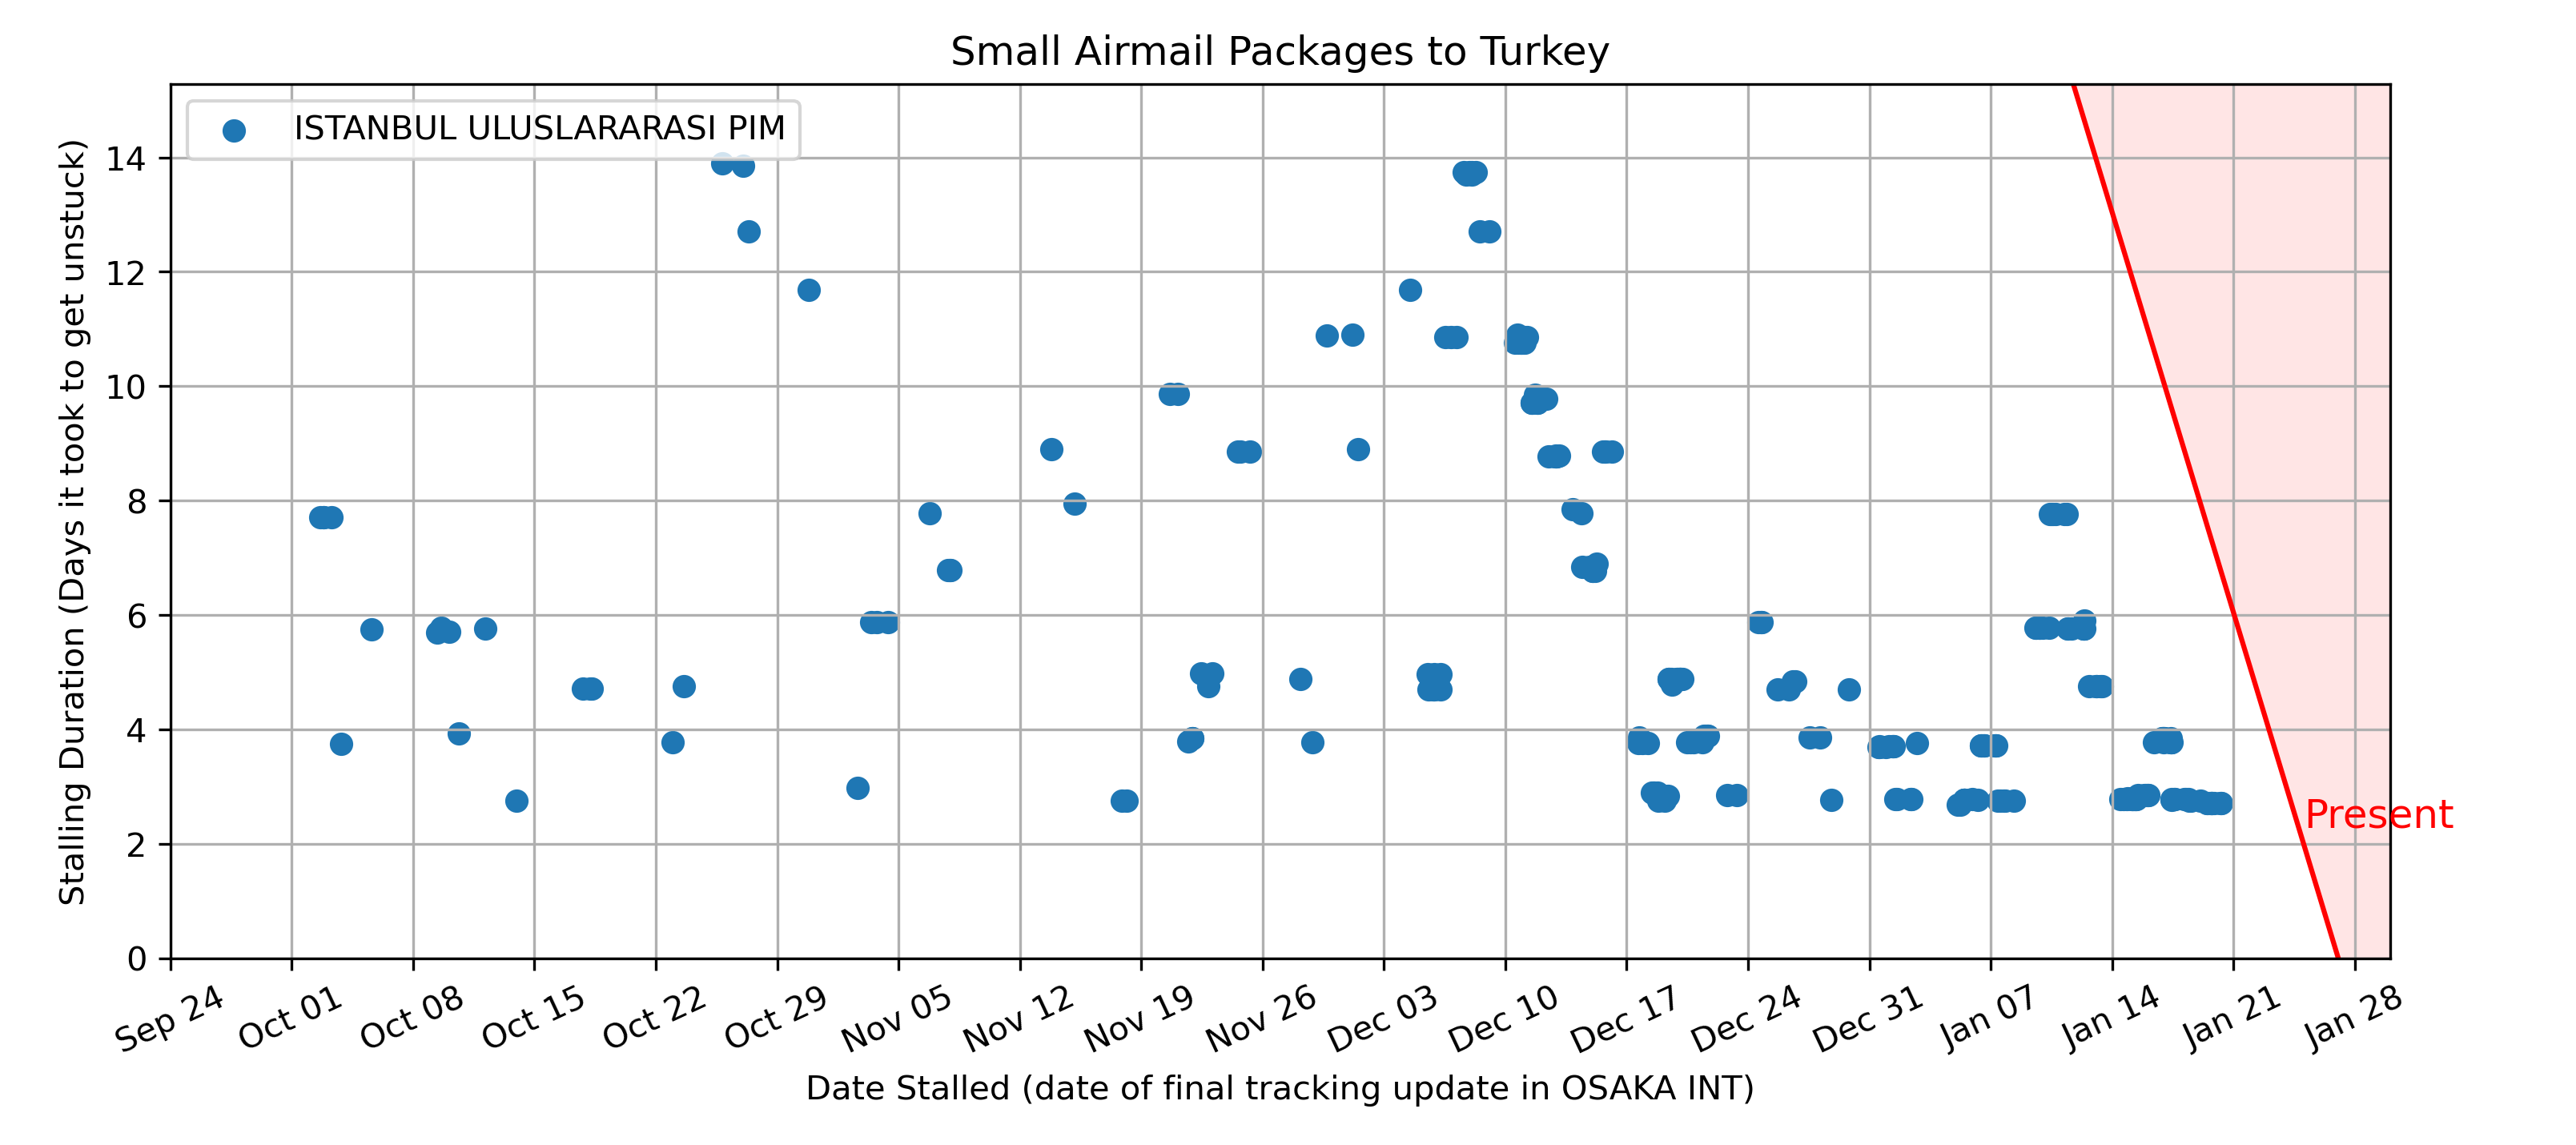 Small Airmail Packages to Turkey
ISTANBUL ULUSLARARASI PIM
Stalling Duration (Days it took to get unstuck)
14
12
10
8
6
4
2
0
Present
Sep 24
Oct 01
Oct 08
Oct 15
Oct 22
Oct 29
Nov 05
Nov 12
Nov 19
Nov 26
Dec 03
Dec 10
Dec 17
Dec 24
Dec 31
Jan 07
Jan 14
Jan 21
Jan 28
Date Stalled (date of final tracking update in OSAKA INT)